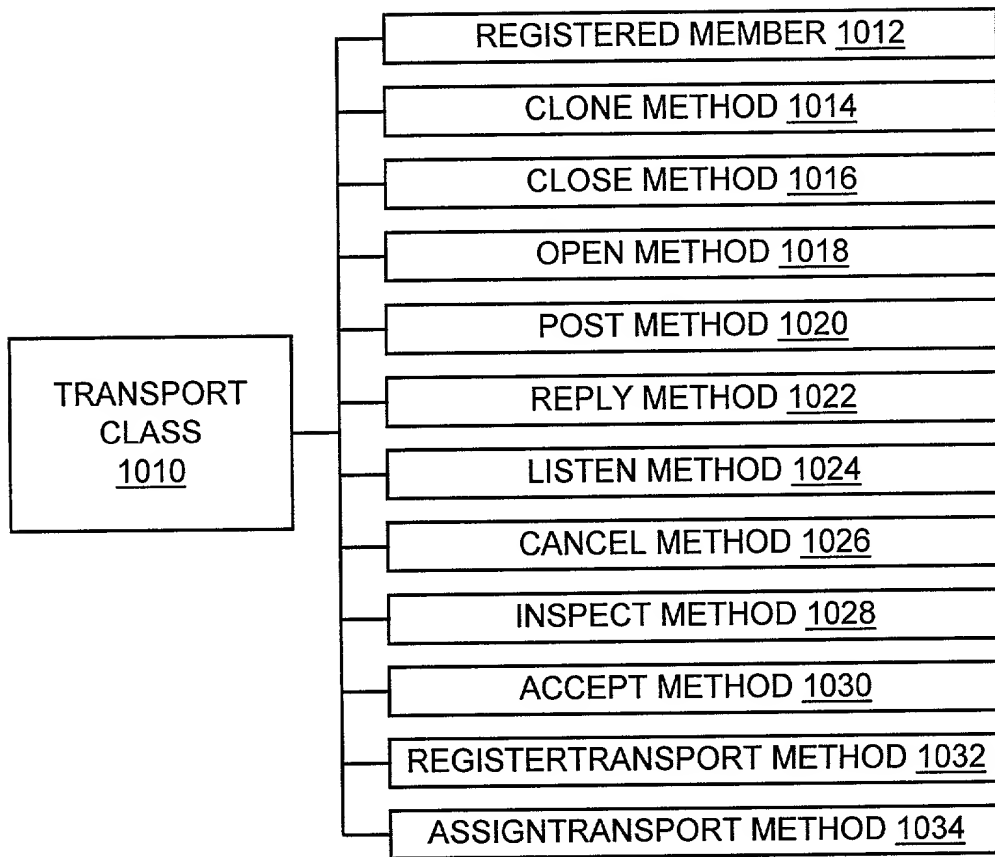 REGISTERED MEMBER 1012
CLONE METHOD 1014
CLOSE METHOD 1016
OPEN METHOD 1018
POST METHOD 1020
TRANSPORT
CLASS
1010
REPLY METHOD 1022
LISTEN METHOD 1024
CANCEL METHOD 1026
INSPECT METHOD 1028
ACCEPT METHOD 1030
REGISTERTRANSPORT METHOD 1032
ASSIGNTRANSPORT METHOD 1034